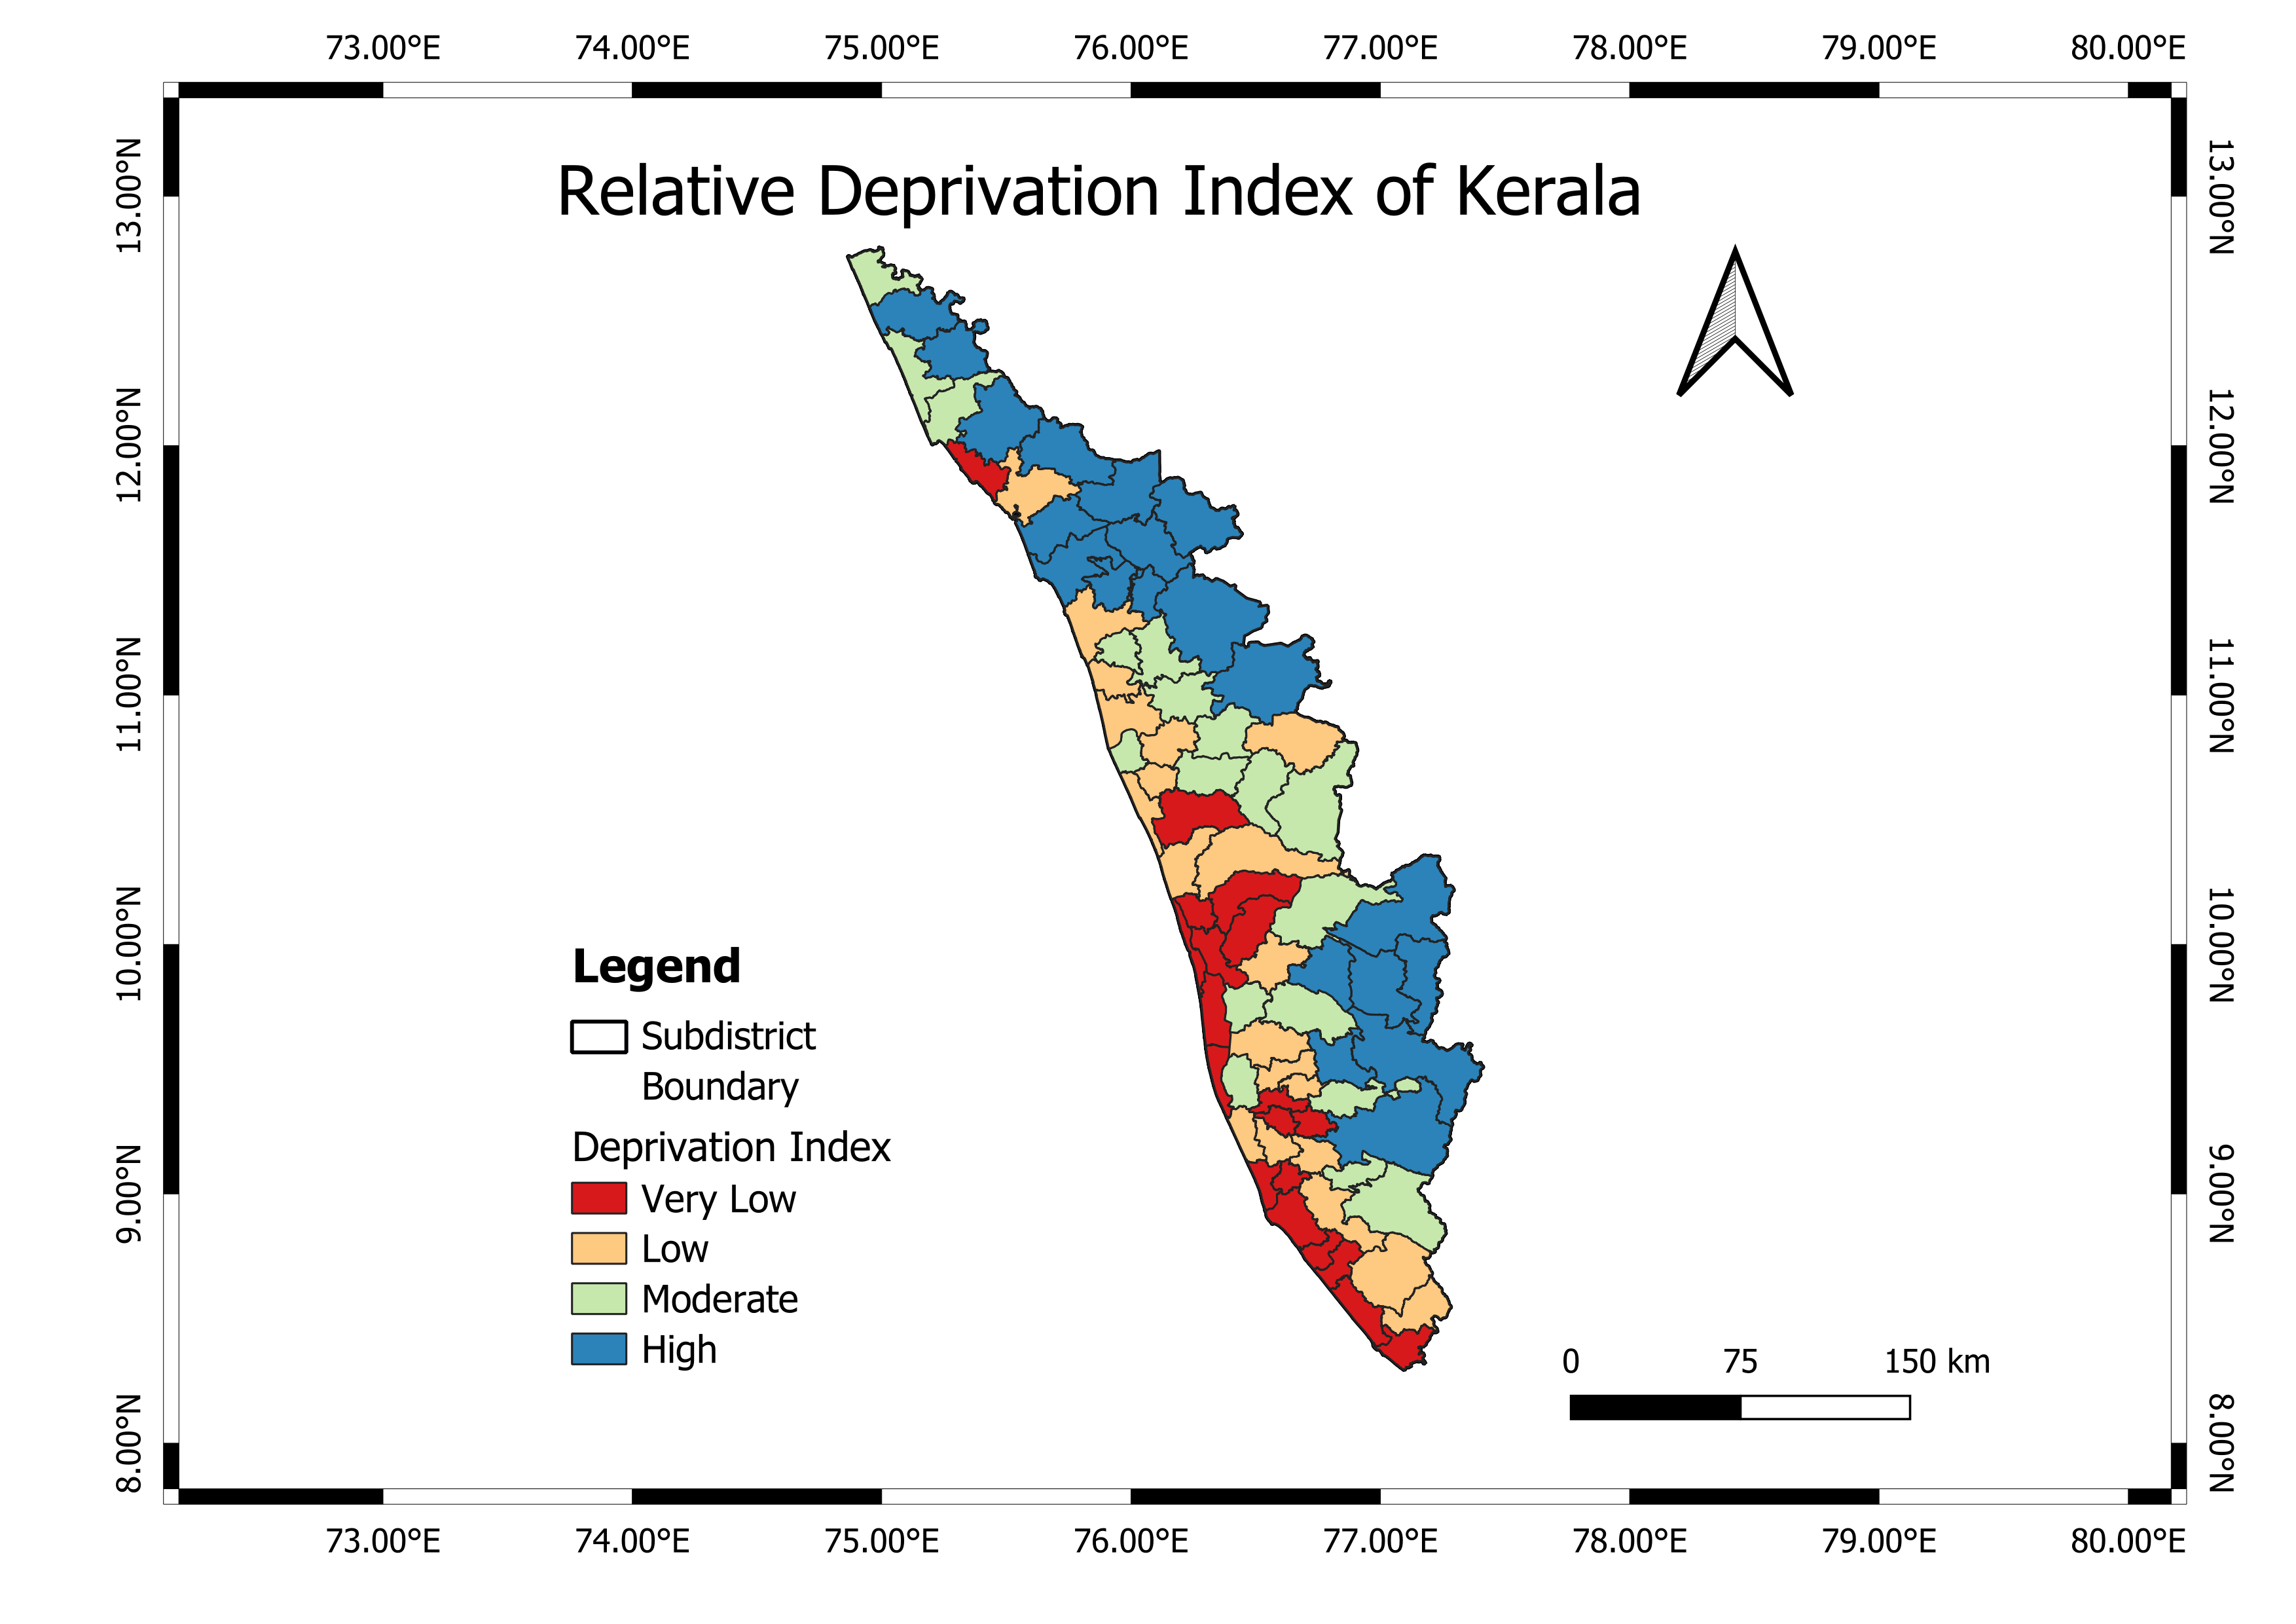 73.00°E 74.00°E 75.00°E 76.00°E 77.00°E 78.00°E 79.00°E 80.00°E
Relative Deprivation Index of Kerala
13.00°N
12.00°N
11.00°N
10.00°N
9.00°N
8.00°N
13.00°N
12.00°N
11.00°N
10.00°N
9.00°N
8.00°N
Legend
Subdistrict
Boundary
Deprivation Index
Very Low
Low
Moderate
High
0 75 150 km
73.00°E 74.00°E 75.00°E 76.00°E 77.00°E 78.00°E 79.00°E 80.00°E